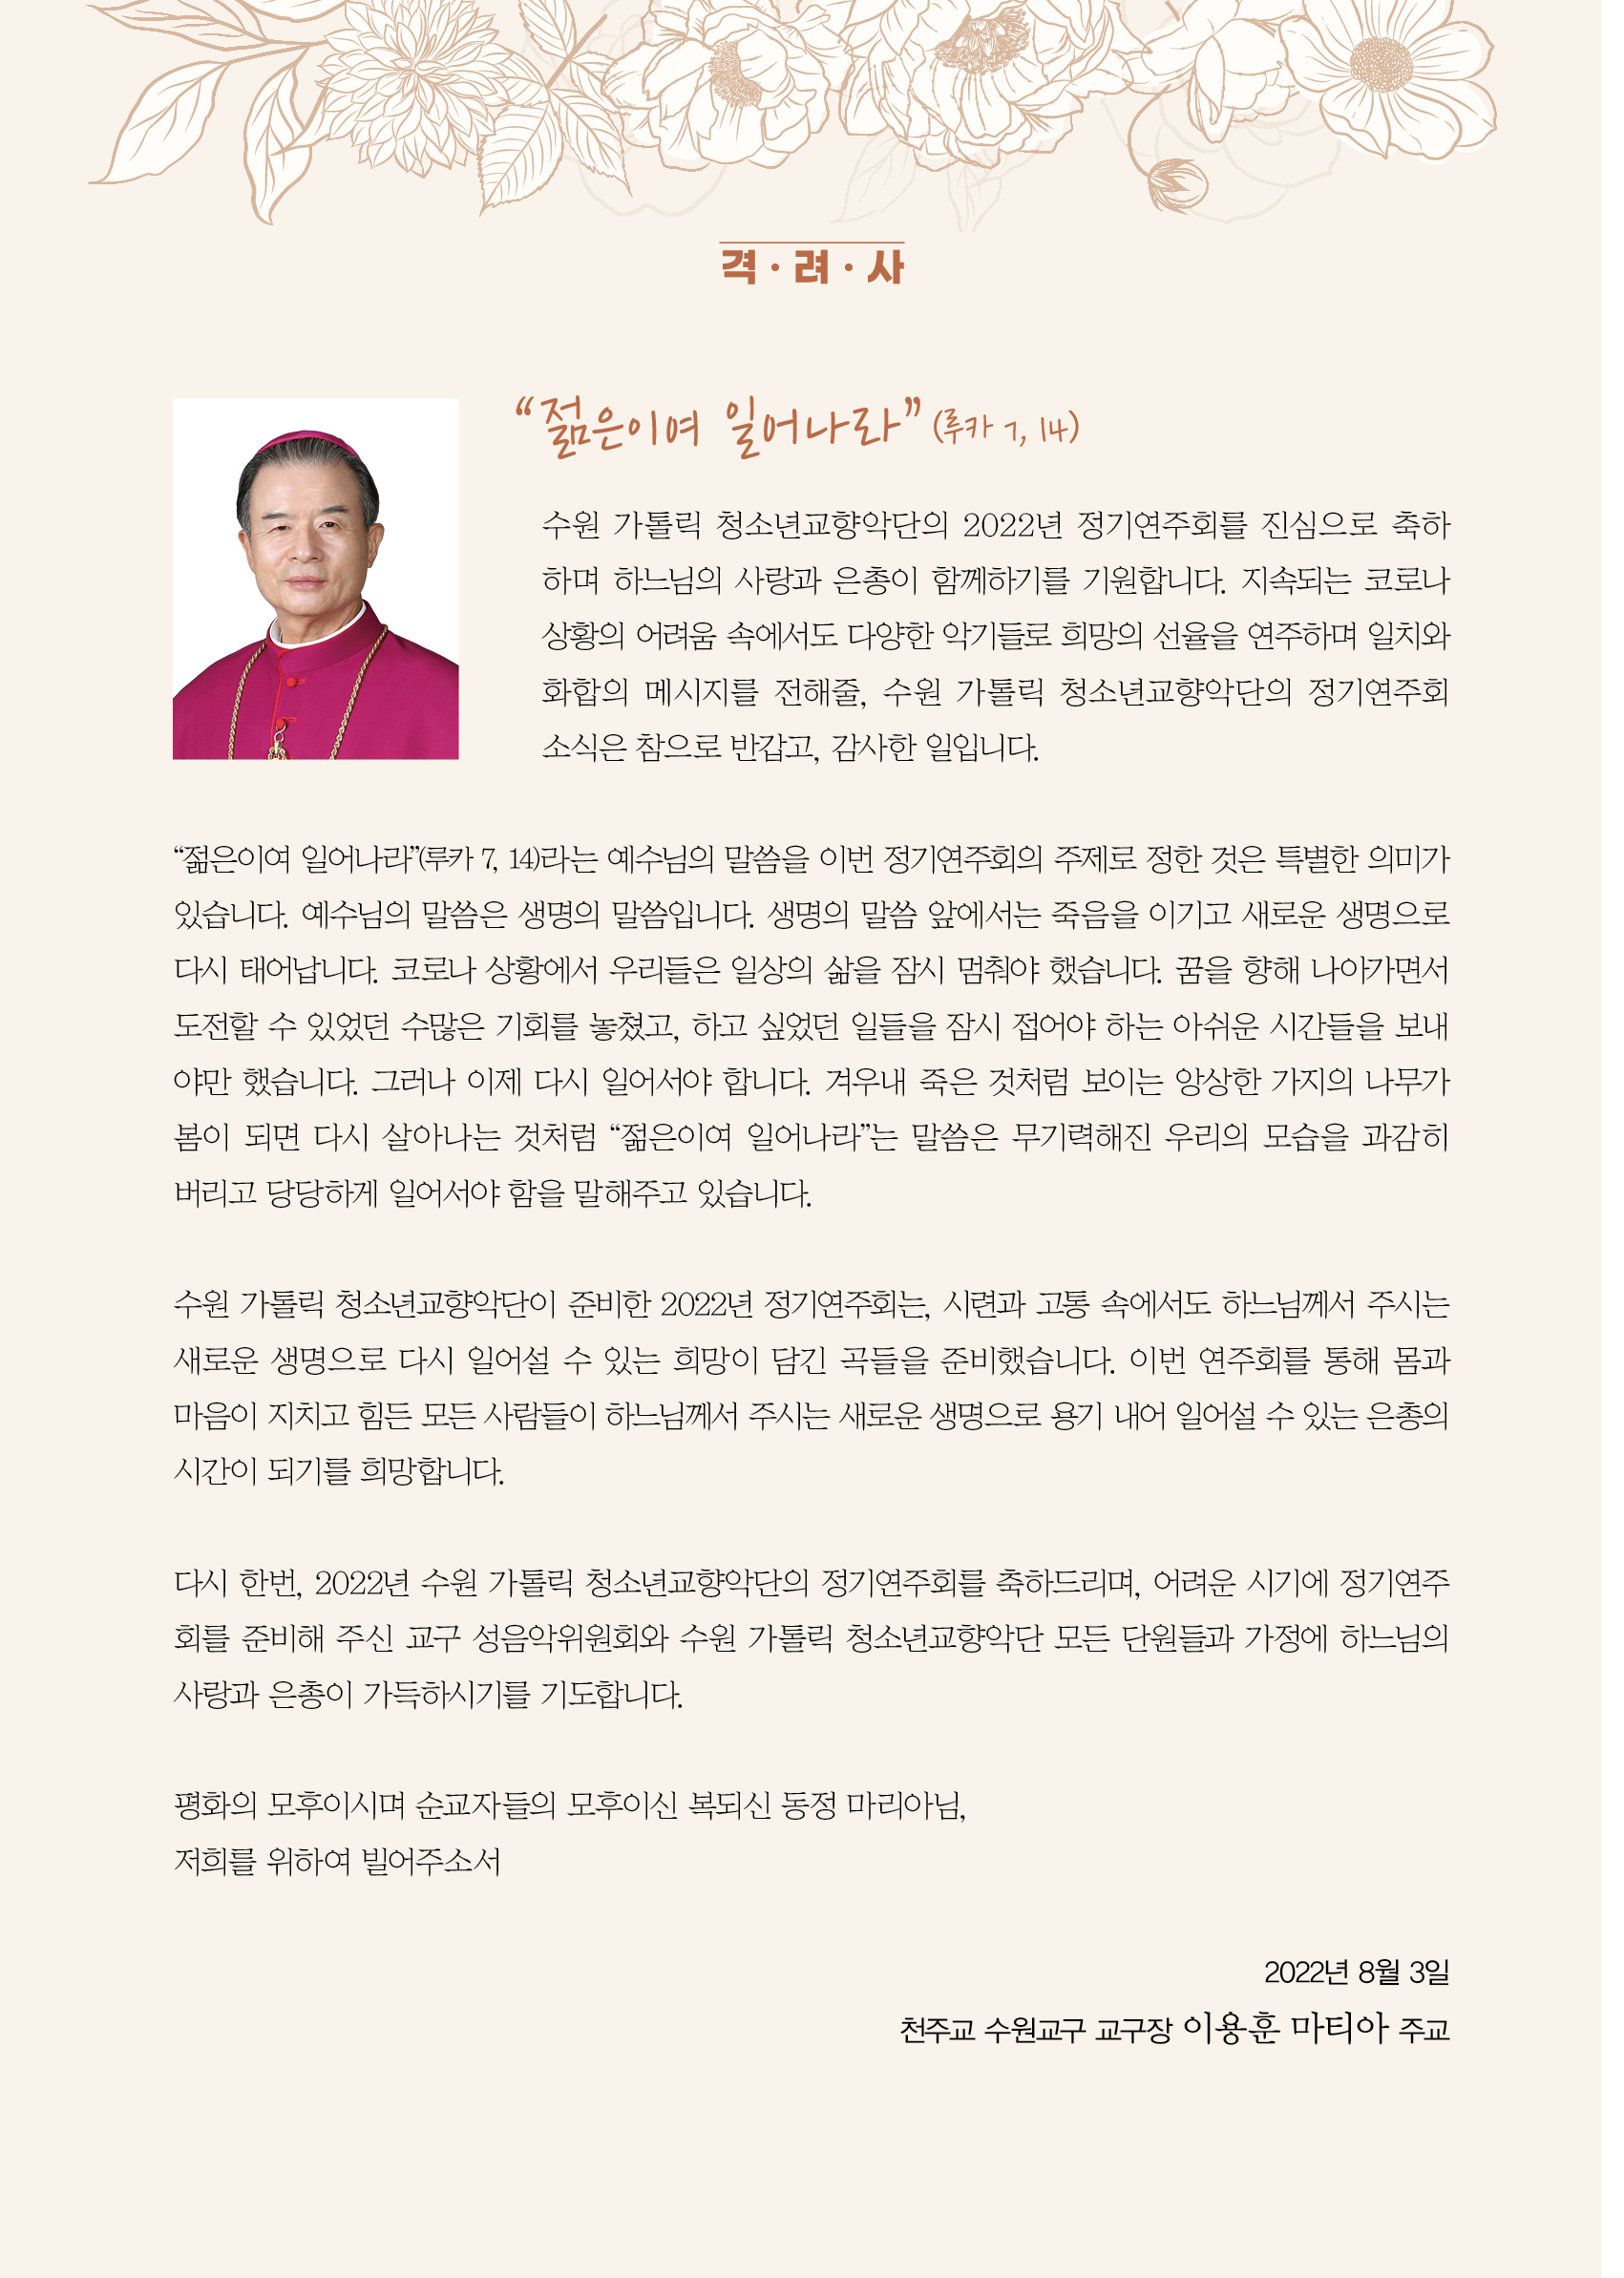 격·려·사
“젊은이여 일어나라” (루카 7, 14)
수원 가톨릭 청소년교향악단의 2022년 정기연주회를 진심으로 축하
하며 하느님의 사랑과 은총이 함께하기를 기원합니다. 지속되는 코로나
상황의 어려움 속에서도 다양한 악기들로 희망의 선율을 연주하며 일치와
화합의 메시지를 전해줄, 수원 가톨릭 청소년교향악단의 정기연주회
소식은 참으로 반갑고, 감사한 일입니다.
“젊은이여 일어나라”(루카 7, 14)라는 예수님의 말씀을 이번 정기연주회의 주제로 정한 것은 특별한 의미가
있습니다. 예수님의 말씀은 생명의 말씀입니다. 생명의 말씀 앞에서는 죽음을 이기고 새로운 생명으로
다시 태어납니다. 코로나 상황에서 우리들은 일상의 삶을 잠시 멈춰야 했습니다. 꿈을 향해 나아가면서
도전할 수 있었던 수많은 기회를 놓쳤고, 하고 싶었던 일들을 잠시 접어야 하는 아쉬운 시간들을 보내
야만 했습니다. 그러나 이제 다시 일어서야 합니다. 겨우내 죽은 것처럼 보이는 앙상한 가지의 나무가
봄이 되면 다시 살아나는 것처럼 “젊은이여 일어나라”는 말씀은 무기력해진 우리의 모습을 과감히
버리고 당당하게 일어서야 함을 말해주고 있습니다.
수원 가톨릭 청소년교향악단이 준비한 2022년 정기연주회는, 시련과 고통 속에서도 하느님께서 주시는
새로운 생명으로 다시 일어설 수 있는 희망이 담긴 곡들을 준비했습니다. 이번 연주회를 통해 몸과
마음이 지치고 힘든 모든 사람들이 하느님께서 주시는 새로운 생명으로 용기 내어 일어설 수 있는 은총의
시간이 되기를 희망합니다.
다시 한번, 2022년 수원 가톨릭 청소년교향악단의 정기연주회를 축하드리며, 어려운 시기에 정기연주
회를 준비해 주신 교구 성음악위원회와 수원 가톨릭 청소년교향악단 모든 단원들과 가정에 하느님의
사랑과 은총이 가득하시기를 기도합니다.
평화의 모후이시며 순교자들의 모후이신 복되신 동정 마리아님,
저희를 위하여 빌어주소서
2022년 8월 3일
천주교 수원교구 교구장 이용훈 마티아 주교